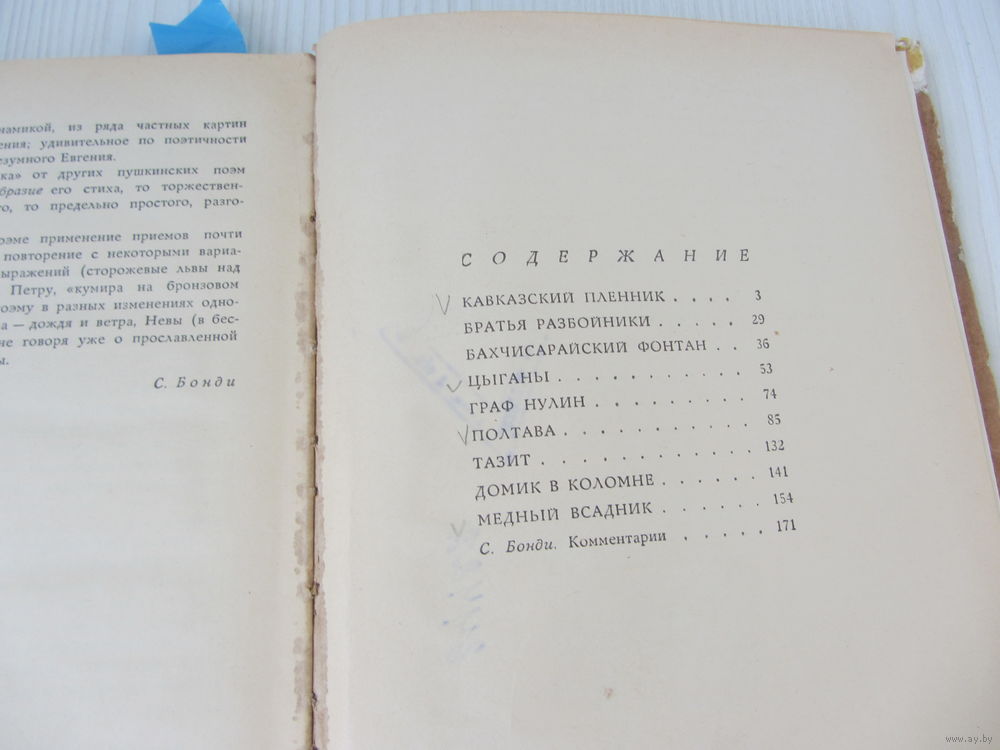 намикой, из ряда частных картин
ения; удивительное по поэтичности
езумного Евгения.
ка» от других пушкинских поэм
бразие его стиха, то торжествен-
го, то предельно простого, разго-
оэме применение приемов почти
повторение с некоторыми вариа-
ыражений (сторожевые львы над
Петру, «кумира на бронзовом
оэму в разных изменениях одно-
а — дождя и ветра, Невы (в бес-
не говоря уже о прославленной
ы.
С. Бонди
СОДЕРЖАНИЕ
КАВКАЗСКИЙ ПЛЕННИК . . . . 3
БРАТЬЯ РАЗБОЙНИКИ . . . . . 29
БАХЧИСАРАЙСКИЙ ФОНТАН . . 36
ЦЫГАНЫ . . . . . . . . . . . 53
ГРАФ НУЛИН . . . . . . . . . 74
ПОЛТАВА . . . . . . . . . . . 85
ТАЗИТ . . . . . . . . . . . . 132
ДОМИК В КОЛОМНЕ . . . . . . 141
МЕДНЫЙ ВСАДНИК . . . . . . 154
С. Бонди. Комментарии . . . . . 171
www.ay.by